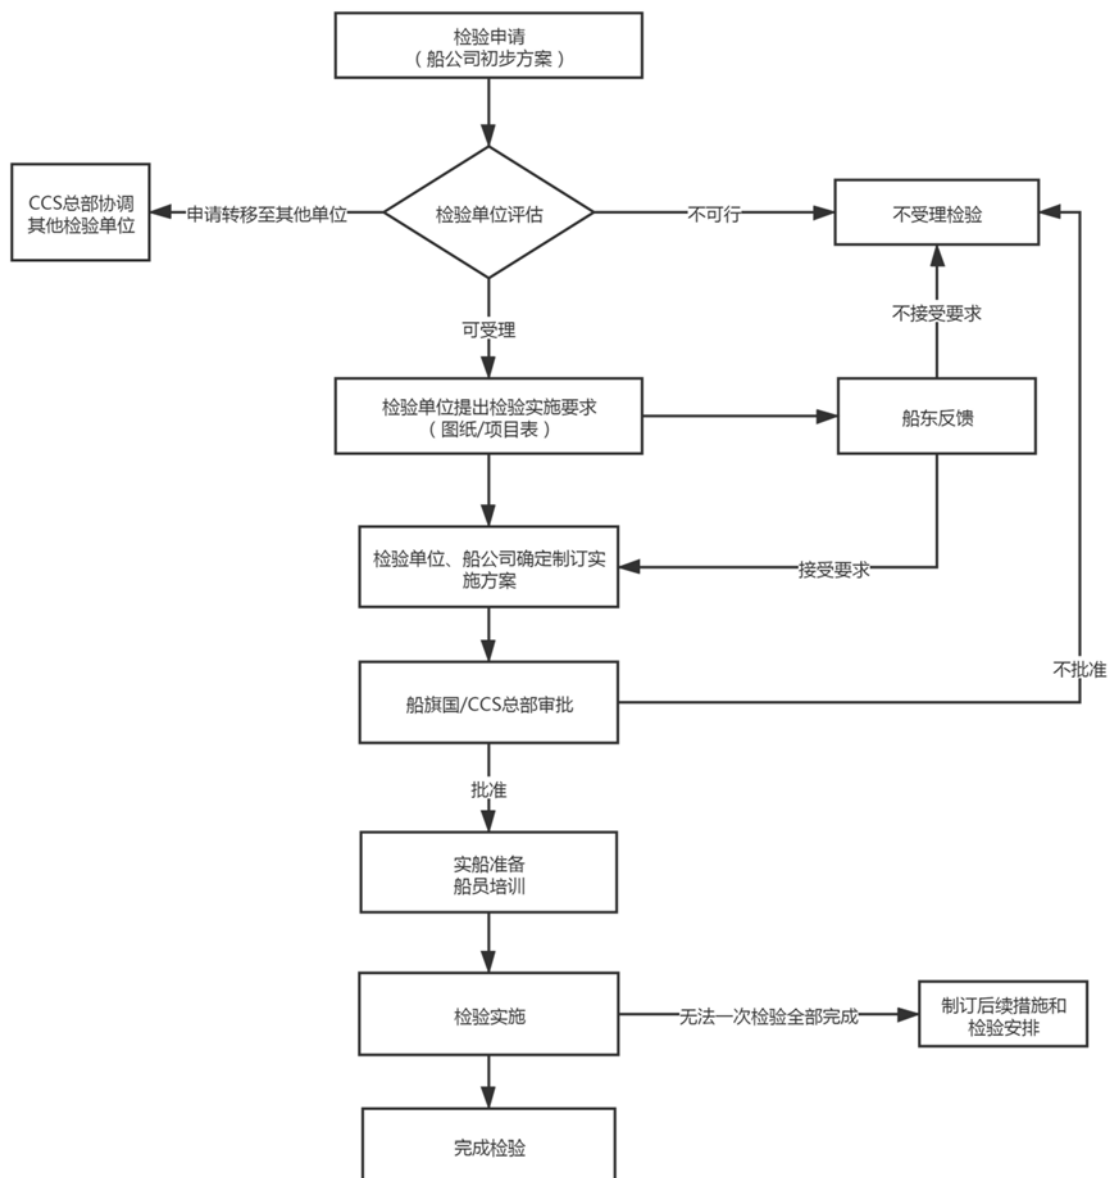 检验申请
（船公司初步方案）
CCS总部协调
其他检验单位
申请转移至其他单位
检验单位评估
不可行
不受理检验
不接受要求
可受理
检验单位提出检验实施要求
（图纸/项目表）
船东反馈
检验单位、船公司确定制订实
施方案
接受要求
不批准
船旗国/CCS总部审批
批准
实船准备
船员培训
检验实施
无法一次检验全部完成
制订后续措施和
检验安排
完成检验